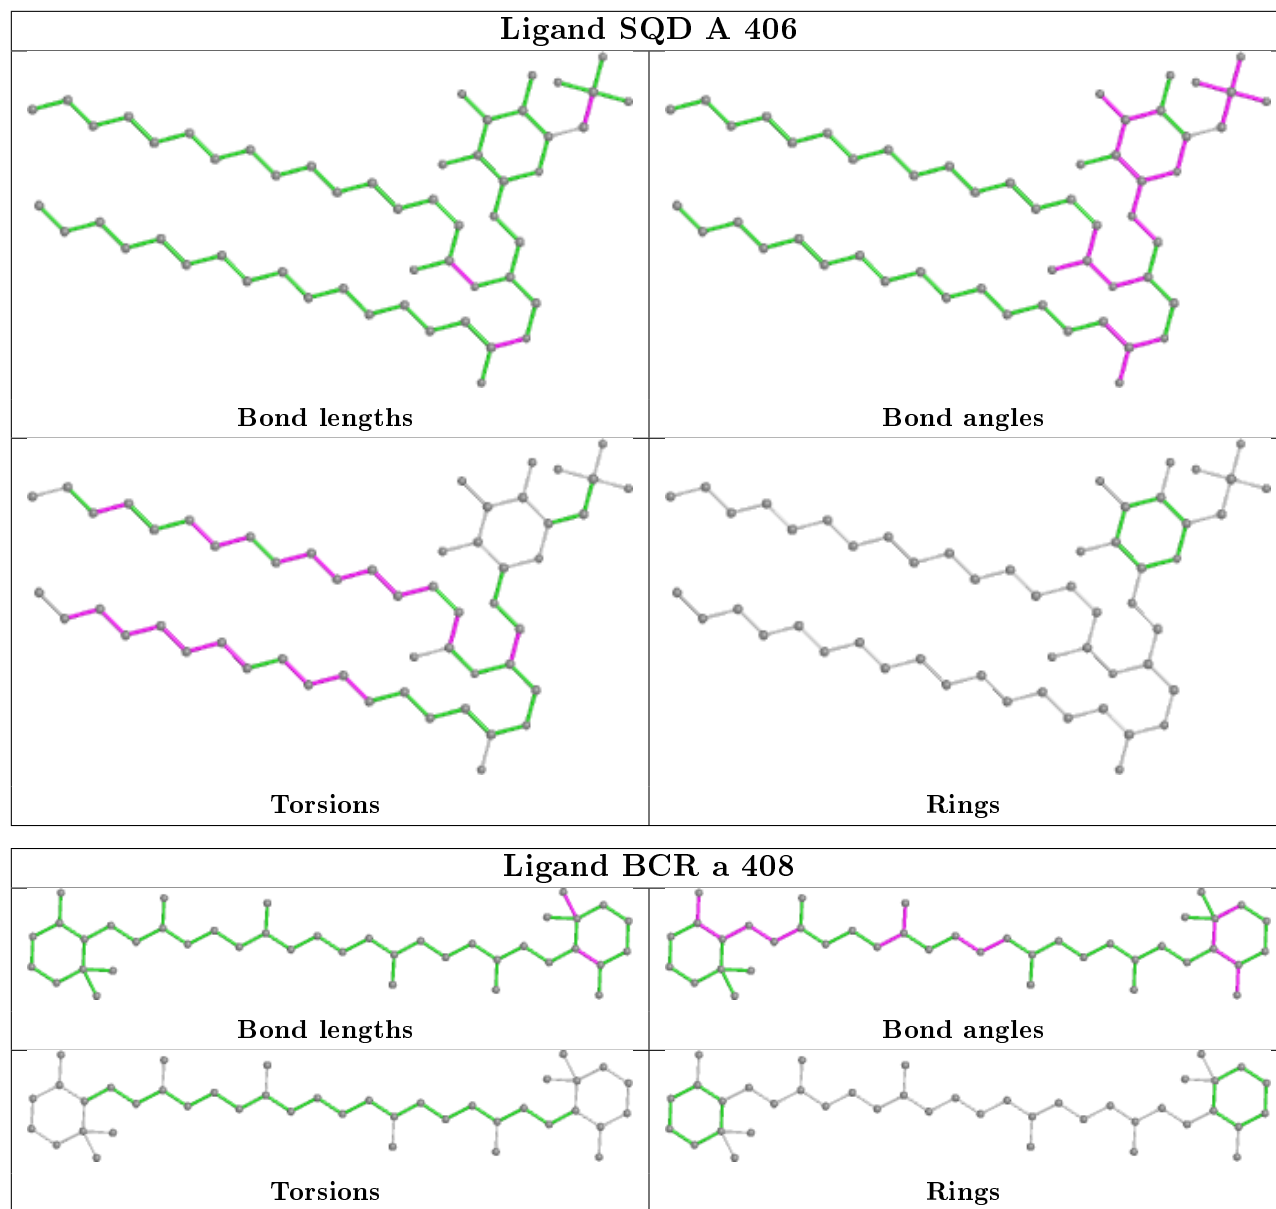 Ligand SQD A 406
Bond lengths
Bond angles
Torsions
Rings
Ligand BCR a 408
Bond lengths
Bond angles
Torsions
Rings